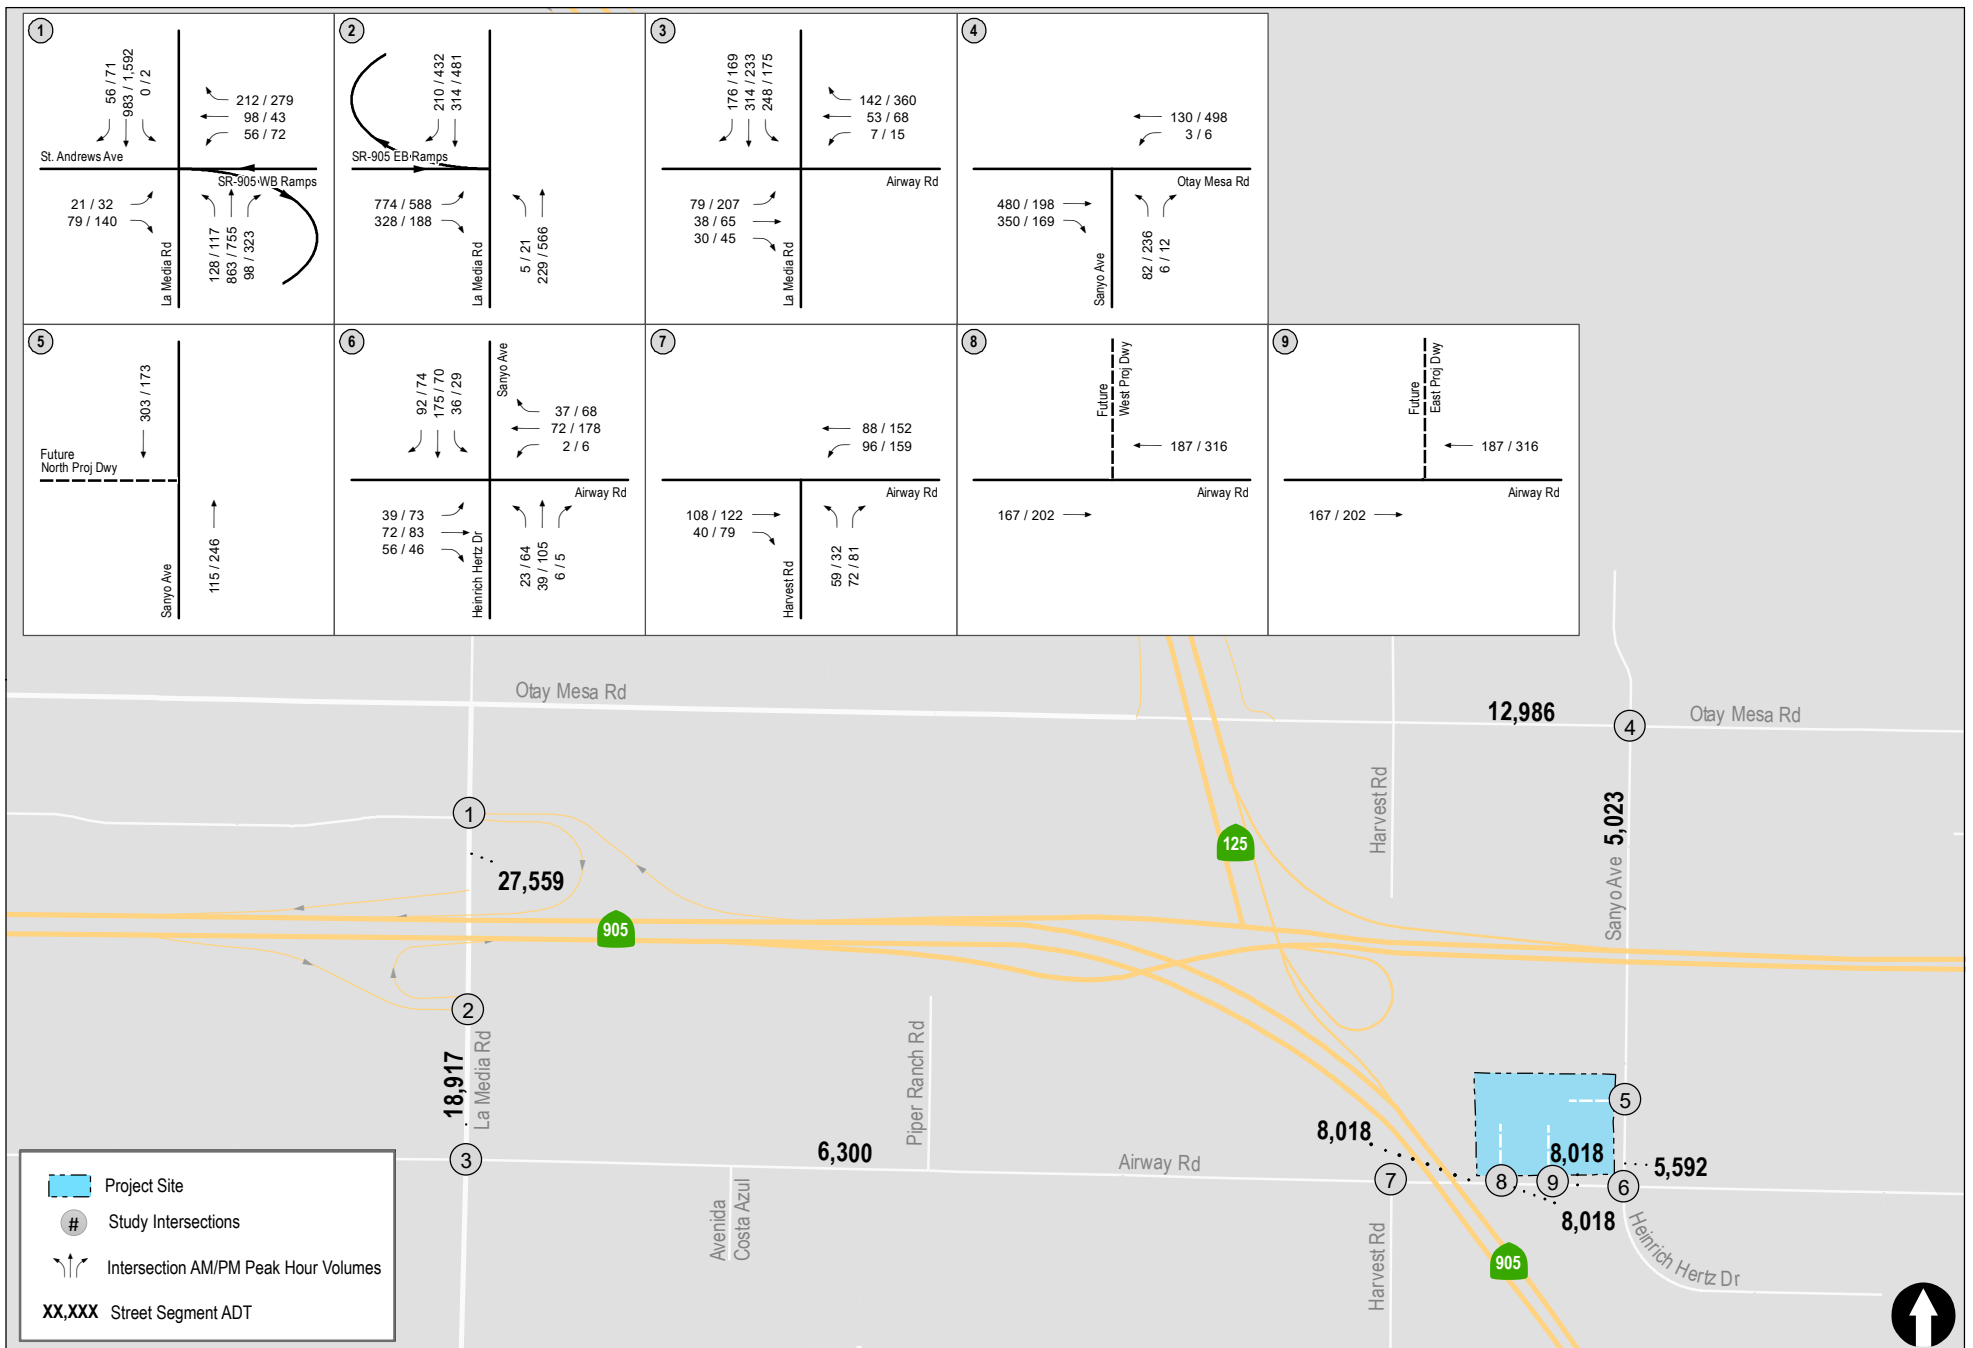 1
56 / 71
983 / 1,592
0 / 2
212 / 279
98 / 43
56 / 72
St. Andrews Ave
SR-905 WB Ramps
21 / 32
79 / 140
La Media Rd
128 / 117
863 / 755
98 / 323
2
210 / 432
314 / 481
SR-905 EB Ramps
774 / 588
328 / 188
La Media Rd
5 / 21
229 / 566
3
176 / 169
314 / 233
248 / 175
142 / 360
53 / 68
7 / 15
Airway Rd
79 / 207
38 / 65
30 / 45
La Media Rd
4
130 / 498
3 / 6
Otay Mesa Rd
480 / 198
350 / 169
Sanyo Ave
82 / 236
6 / 12
5
303 / 173
Future
North Proj Dwy
Sanyo Ave
115 / 246
6
92 / 74
175 / 70
36 / 29
Sanyo Ave
37 / 68
72 / 178
2 / 6
Airway Rd
39 / 73
72 / 83
56 / 46
Heinrich Hertz Dr
23 / 64
39 / 105
6 / 5
7
88 / 152
96 / 159
Airway Rd
108 / 122
40 / 79
Harvest Rd
59 / 32
72 / 81
8
Future
West Proj Dwy
187 / 316
Airway Rd
167 / 202
9
Future
East Proj Dwy
187 / 316
Airway Rd
167 / 202
Otay Mesa Rd
12,986
Otay Mesa Rd
4
1
27,559
905
125
Harvest Rd
5,023
Sanyo Ave
2
18,917
La Media Rd
3
6,300
Piper Ranch Rd
Avenida
Costa Azul
Airway Rd
8,018
7
8
9
8,018
8,018
5
5,592
6
Heinrich Hertz Dr
Harvest Rd
905
Project Site
# Study Intersections
Intersection AM/PM Peak Hour Volumes
XX,XXX Street Segment ADT